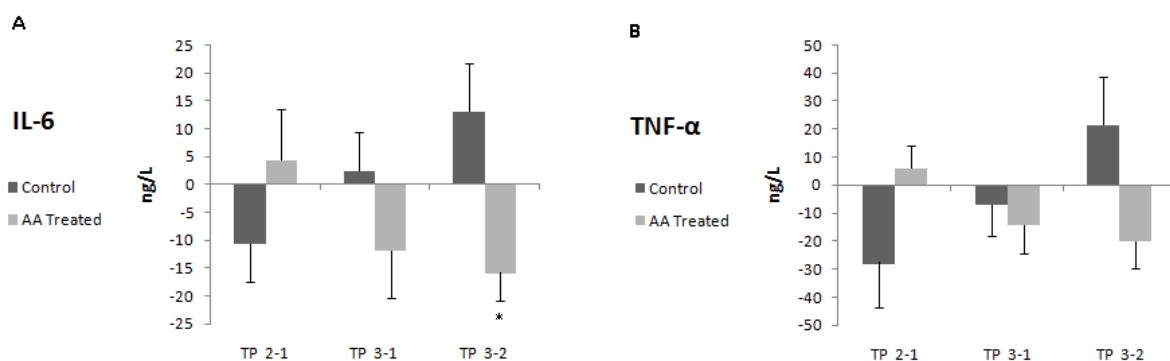 A
IL-6
Control
AA Treated
ng/L
25
20
15
10
5
0
-5
-10
-15
-20
-25
*
TP 2-1
TP 3-1
TP 3-2
B
TNF-α
Control
AA Treated
ng/L
50
40
30
20
10
0
-10
-20
-30
-40
-50
TP 2-1
TP 3-1
TP 3-2